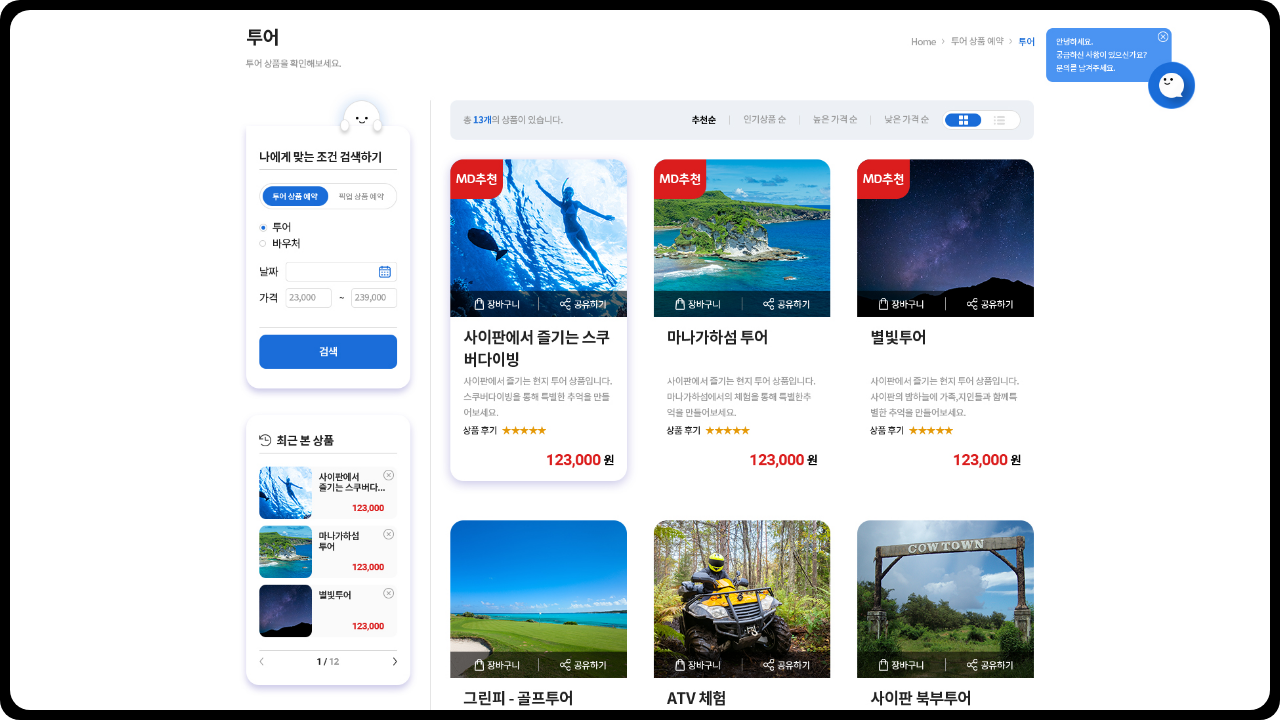 투어
투어 상품을 확인해보세요.
Home › 투어 상품 예약 › 투어
안녕하세요.
궁금하신 사항이 있으신가요?
문의를 남겨주세요.
나에게 맞는 조건 검색하기
투어 상품 예약 픽업 상품 예약
투어
바우처
날짜
가격 23,000 ~ 239,000
검색
최근 본 상품
사이판에서
즐기는 스쿠버다...
123,000
마나가하섬
투어
123,000
별빛투어
123,000
1 / 12
총 13개의 상품이 있습니다.
추천순 인기상품 순 높은 가격 순 낮은 가격 순
MD추천
장바구니 공유하기
사이판에서 즐기는 스쿠
버다이빙
사이판에서 즐기는 현지 투어 상품입니다.
스쿠버다이빙을 통해 특별한 추억을 만들
어보세요.
상품 후기 ★★★★★
123,000 원
MD추천
장바구니 공유하기
마나가하섬 투어
사이판에서 즐기는 현지 투어 상품입니다.
마나가하섬에서의 체험을 통해 특별한추
억을 만들어보세요.
상품 후기 ★★★★★
123,000 원
MD추천
장바구니 공유하기
별빛투어
사이판에서 즐기는 현지 투어 상품입니다.
사이판의 밤하늘에 가족,지인들과 함께특
별한 추억을 만들어보세요.
상품 후기 ★★★★★
123,000 원
장바구니 공유하기
그린피 - 골프투어
장바구니 공유하기
ATV 체험
COWTOWN
장바구니 공유하기
사이판 북부투어